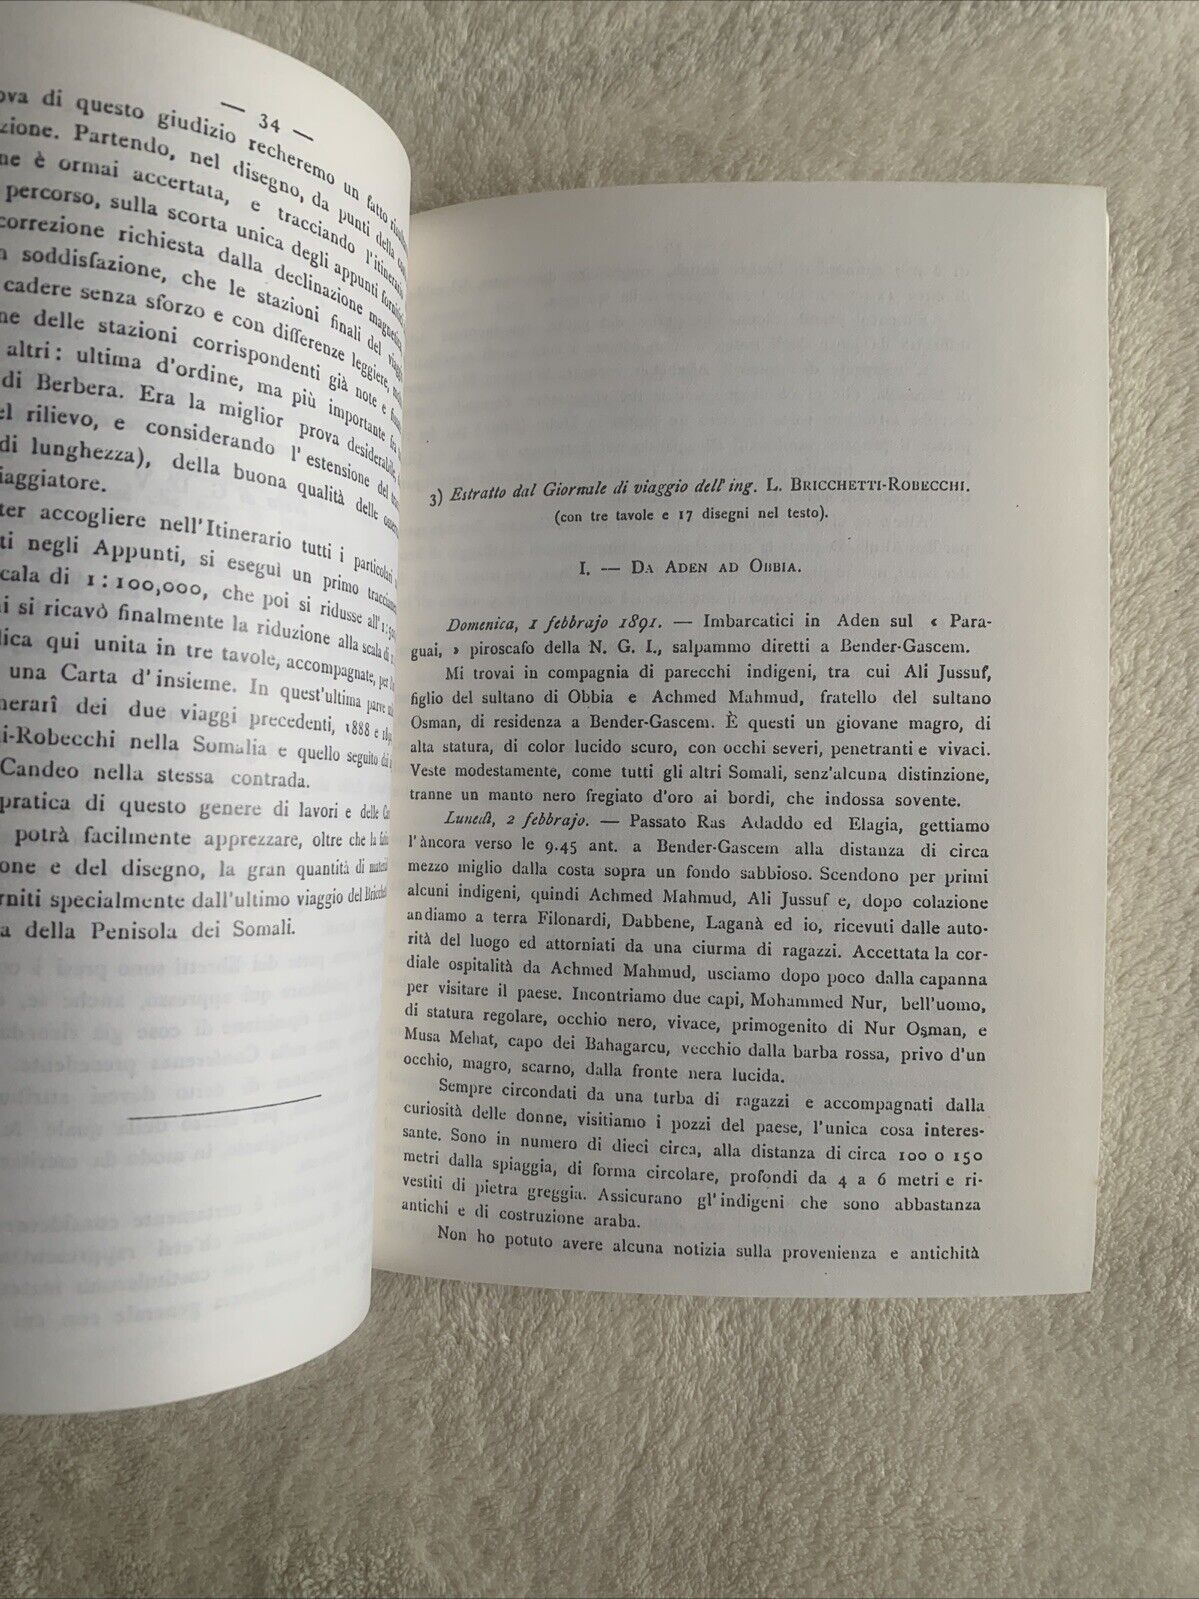 — 34 —
di questo giudizio recheremo un fatto
Partendo, nel disegno, da punti della
è ormai accertata, e tracciando l'itinerario
percorso, sulla scorta unica degli appunti
correzione richiesta dalla declinazione magnetica,
soddisfazione, che le stazioni finali del
cadere senza sforzo e con differenze leggiere,
delle stazioni corrispondenti già note e
altri: ultima d'ordine, ma più importante fra
di Berbera. Era la miglior prova desiderabile,
rilievo, e considerando l'estensione del
di lunghezza), della buona qualità delle
accogliere nell'Itinerario tutti i particolari
negli Appunti, si eseguì un primo
di 1:100,000, che poi si ridusse all'
si ricavò finalmente la riduzione alla scala di
qui unita in tre tavole, accompagnate, per
una Carta d'insieme. In quest'ultima parve
dei due viaggi precedenti, 1888 e
-Robecchi nella Somalia e quello seguito dal
Candeo nella stessa contrada.
pratica di questo genere di lavori e delle
potrà facilmente apprezzare, oltre che la
e del disegno, la gran quantità di
specialmente dall'ultimo viaggio del
della Penisola dei Somali.
3) Estratto dal Giornale di viaggio dell'ing. L. BRICCHETTI-ROBECCHI.
(con tre tavole e 17 disegni nel testo).
I. — DA ADEN AD OBBIA.
Domenica, 1 febbrajo 1891. — Imbarcatici in Aden sul « Para-
guai, » piroscafo della N. G. I., salpammo diretti a Bender-Gascem.
Mi trovai in compagnia di parecchi indigeni, tra cui Ali Jussuf,
figlio del sultano di Obbia e Achmed Mahmud, fratello del sultano
Osman, di residenza a Bender-Gascem. È questi un giovane magro, di
alta statura, di color lucido scuro, con occhi severi, penetranti e vivaci.
Veste modestamente, come tutti gli altri Somali, senz'alcuna distinzione,
tranne un manto nero fregiato d'oro ai bordi, che indossa sovente.
Lunedì, 2 febbrajo. — Passato Ras Adaddo ed Elagia, gettiamo
l'àncora verso le 9.45 ant. a Bender-Gascem alla distanza di circa
mezzo miglio dalla costa sopra un fondo sabbioso. Scendono per primi
alcuni indigeni, quindi Achmed Mahmud, Ali Jussuf e, dopo colazione
andiamo a terra Filonardi, Dabbene, Laganà ed io, ricevuti dalle auto-
rità del luogo ed attorniati da una ciurma di ragazzi. Accettata la cor-
diale ospitalità da Achmed Mahmud, usciamo dopo poco dalla capanna
per visitare il paese. Incontriamo due capi, Mohammed Nur, bell'uomo,
di statura regolare, occhio nero, vivace, primogenito di Nur Osman, e
Musa Mehat, capo dei Bahagarcu, vecchio dalla barba rossa, privo d'un
occhio, magro, scarno, dalla fronte nera lucida.
Sempre circondati da una turba di ragazzi e accompagnati dalla
curiosità delle donne, visitiamo i pozzi del paese, l'unica cosa interes-
sante. Sono in numero di dieci circa, alla distanza di circa 100 o 150
metri dalla spiaggia, di forma circolare, profondi da 4 a 6 metri e ri-
vestiti di pietra greggia. Assicurano gl'indigeni che sono abbastanza
antichi e di costruzione araba.
Non ho potuto avere alcuna notizia sulla provenienza e antichità